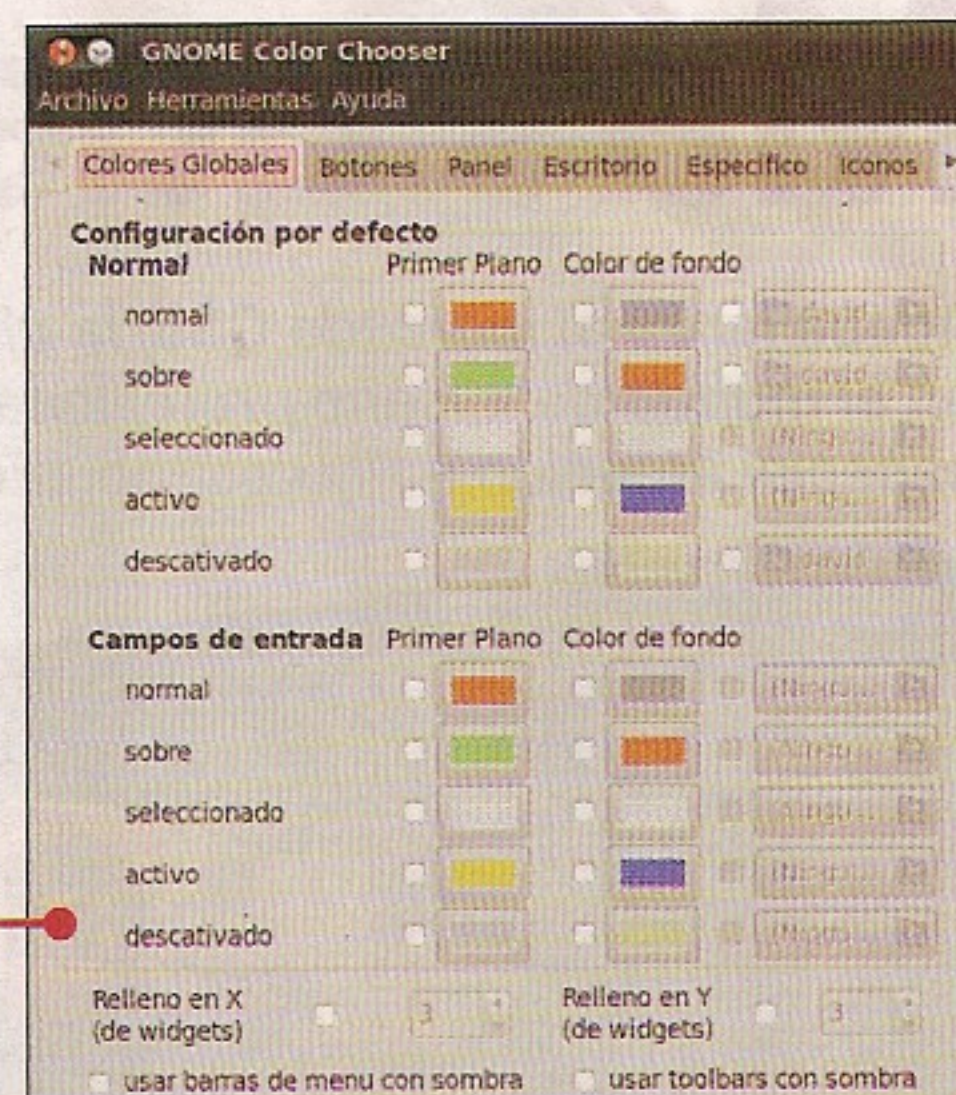 GNOME Color Chooser
Archivo Herramientas Ayuda
Colores Globales Botones Panel Escritorio Especifico Iconos
Configuración por defecto
Normal Primer Plano Color de fondo
normal david
sobre david
seleccionado
activo
descativado david
Campos de entrada Primer Plano Color de fondo
normal
sobre
seleccionado
activo
descativado
Relleno en X Relleno en Y
(de widgets) 3 (de widgets) 3
usar barras de menu con sombra usar toolbars con sombra